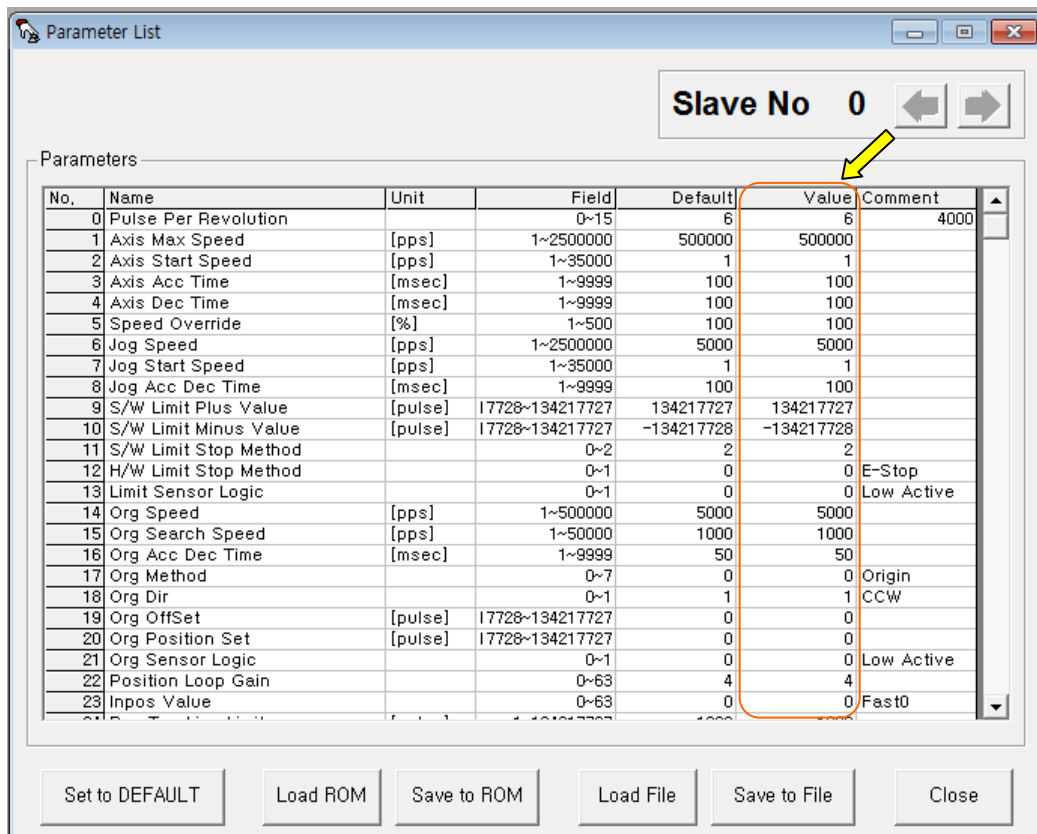 Parameter List
Slave No 0
Parameters
No. Name Unit Field Default Value Comment
0 Pulse Per Revolution 0~15 6 6 4000
1 Axis Max Speed [pps] 1~2500000 500000 500000
2 Axis Start Speed [pps] 1~35000 1 1
3 Axis Acc Time [msec] 1~9999 100 100
4 Axis Dec Time [msec] 1~9999 100 100
5 Speed Override [%] 1~500 100 100
6 Jog Speed [pps] 1~2500000 5000 5000
7 Jog Start Speed [pps] 1~35000 1 1
8 Jog Acc Dec Time [msec] 1~9999 100 100
9 S/W Limit Plus Value [pulse] 17728~134217727 134217727 134217727
10 S/W Limit Minus Value [pulse] 17728~134217727 -134217728 -134217728
11 S/W Limit Stop Method 0~2 2 2
12 H/W Limit Stop Method 0~1 0 0 E-Stop
13 Limit Sensor Logic 0~1 0 0 Low Active
14 Org Speed [pps] 1~500000 5000 5000
15 Org Search Speed [pps] 1~50000 1000 1000
16 Org Acc Dec Time [msec] 1~9999 50 50
17 Org Method 0~7 0 0 Origin
18 Org Dir 0~1 1 1 CCW
19 Org OffSet [pulse] 17728~134217727 0 0
20 Org Position Set [pulse] 17728~134217727 0 0
21 Org Sensor Logic 0~1 0 0 Low Active
22 Position Loop Gain 0~63 4 4
23 Inpos Value 0~63 0 0 Fast0
Set to DEFAULT Load ROM Save to ROM Load File Save to File Close